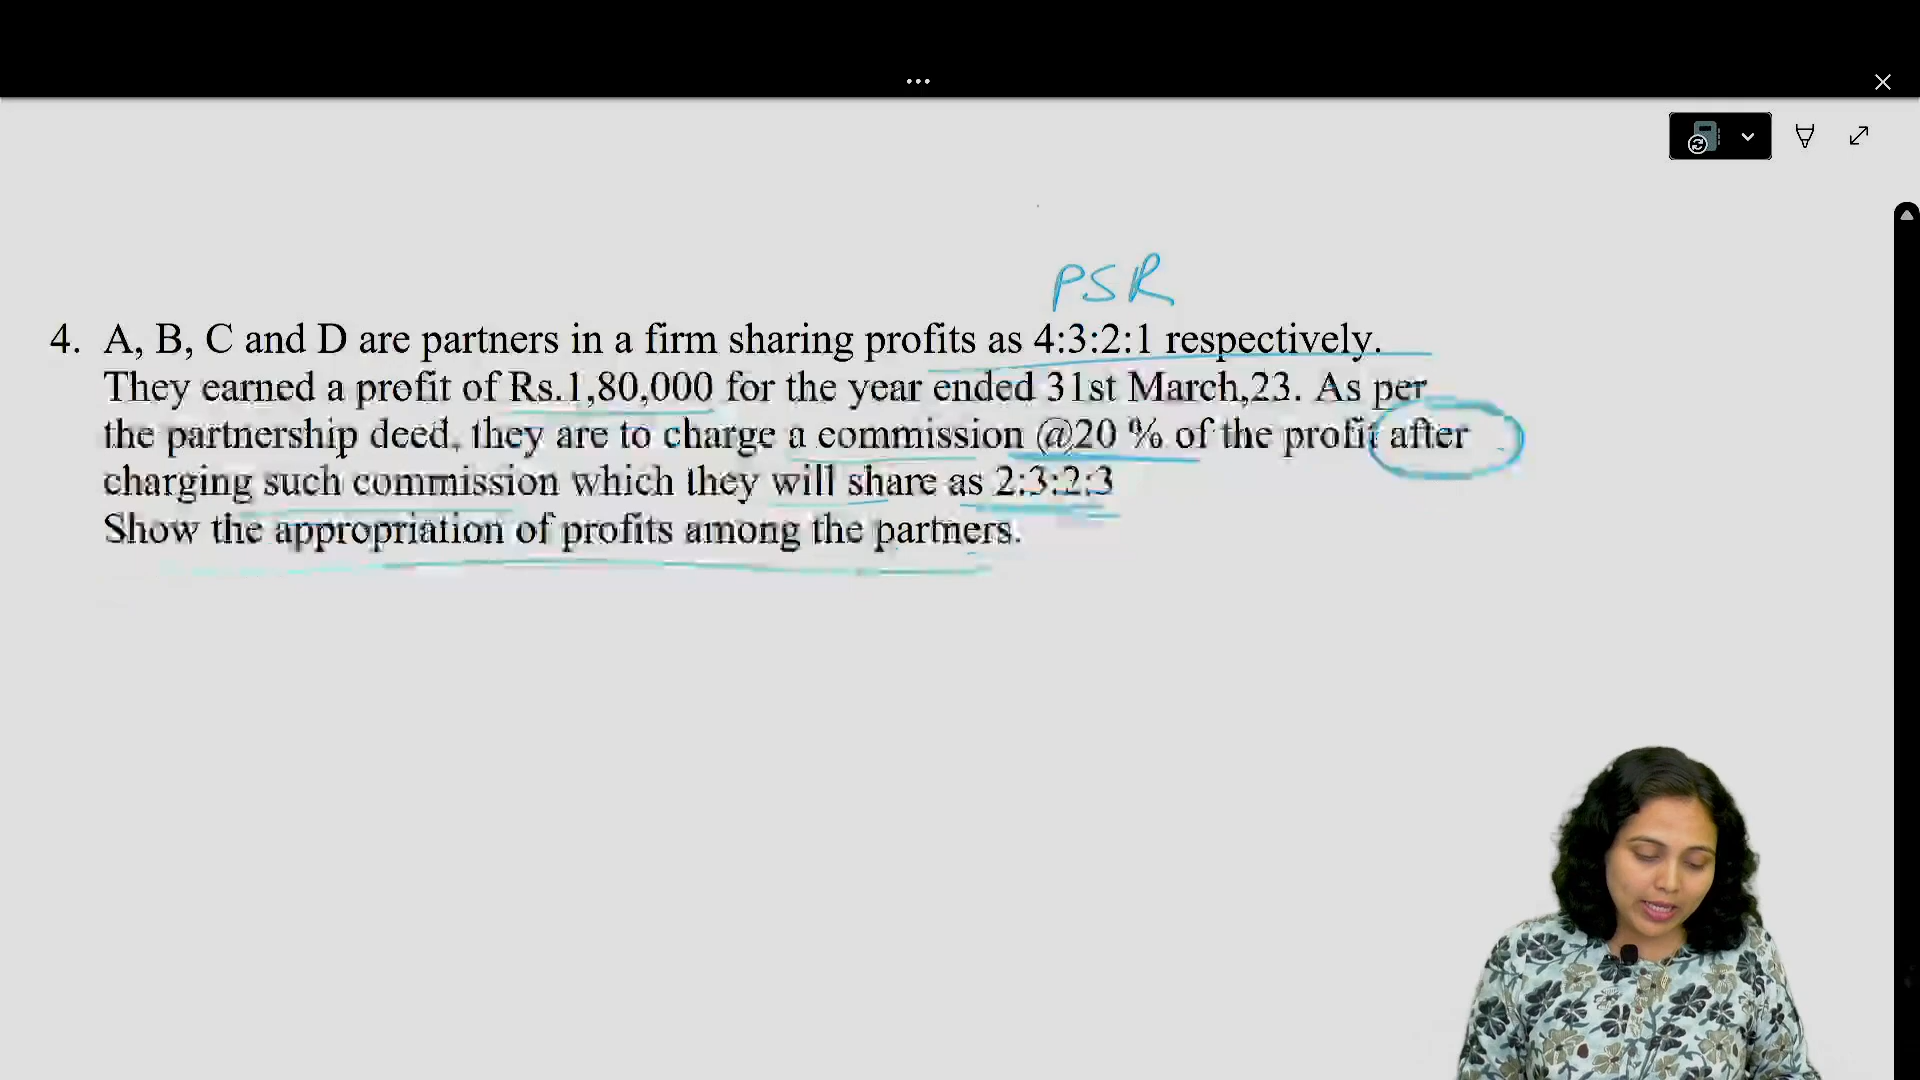 PSR
4. A, B, C and D are partners in a firm sharing profits as 4:3:2:1 respectively.
They earned a profit of Rs.1,80,000 for the year ended 31st March,23. As per
the partnership deed, they are to charge a commission @20 % of the profit after
charging such commission which they will share as 2:3:2:3
Show the appropriation of profits among the partners.